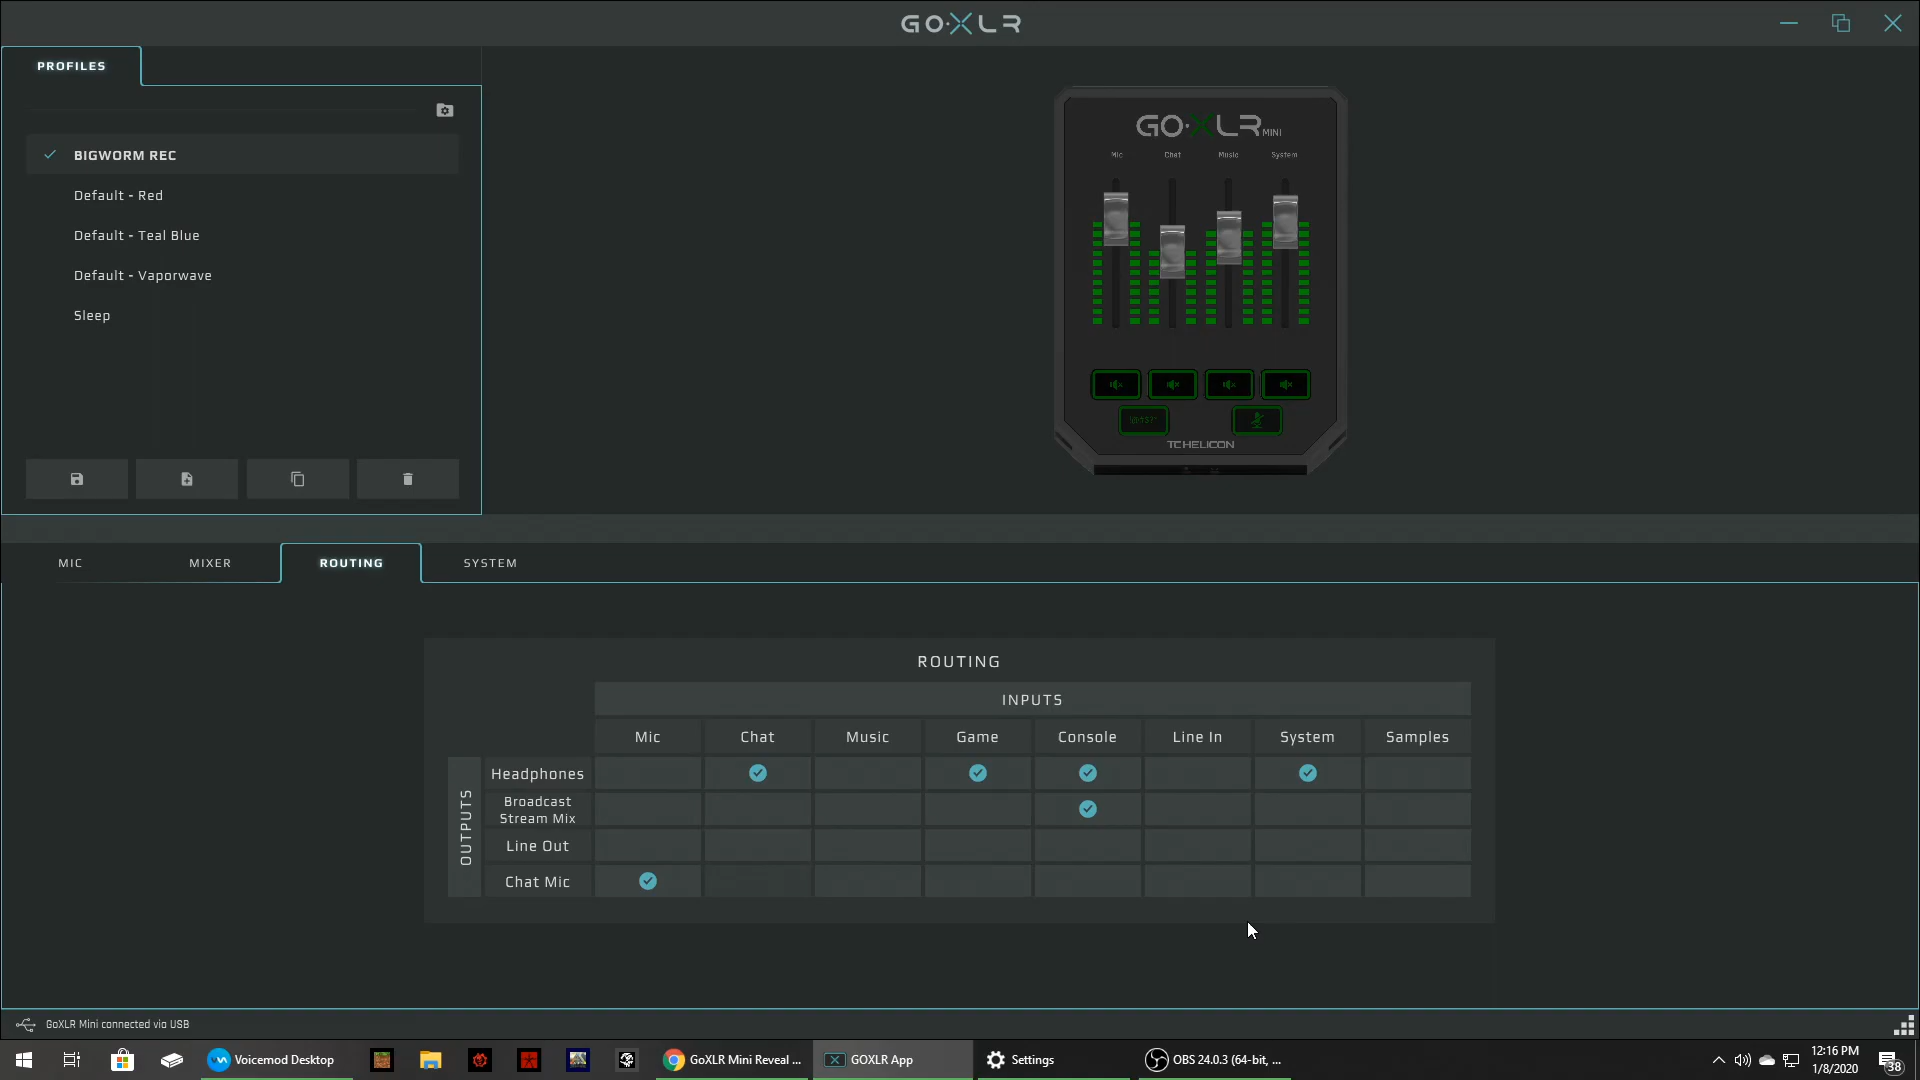 GO XLR
PROFILES
BIGWORM REC
Default - Red
Default - Teal Blue
Default - Vaporwave
Sleep
GO XLR MINI
Mic Chat Music System
TC HELICON
MIC MIXER ROUTING SYSTEM
ROUTING
INPUTS
Mic Chat Music Game Console Line In System Samples
OUTPUTS
Headphones
Broadcast
Stream Mix
Line Out
Chat Mic
GoXLR Mini connected via USB
Voicemod Desktop GoXLR Mini Reveal ... GOXLR App Settings OBS 24.0.3 (64-bit, ...
12:16 PM
1/8/2020
38